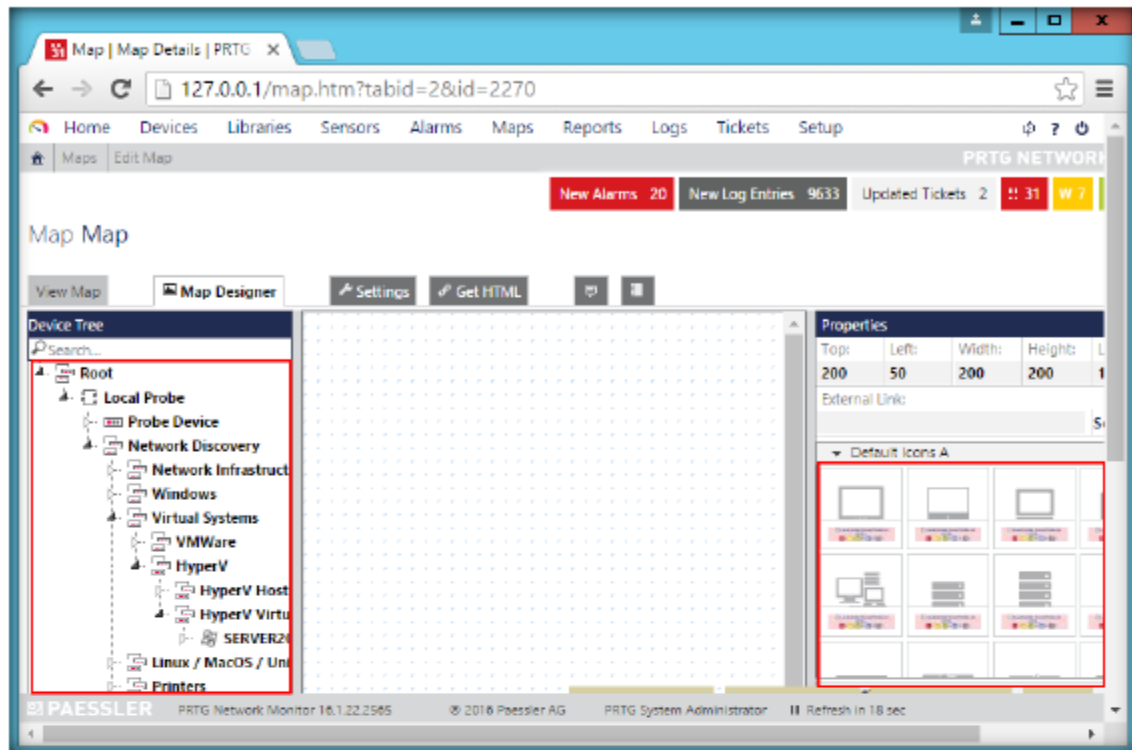 Map | Map Details | PRTG
127.0.0.1/map.htm?tabid=2&id=2270
Home Devices Libraries Sensors Alarms Maps Reports Logs Tickets Setup ?
Maps Edit Map PRTG NETWORK
New Alarms 20 New Log Entries 9633 Updated Tickets 2 !! 31 W 7
Map Map
View Map Map Designer Settings Get HTML
Device Tree
Search...
Root
Local Probe
Probe Device
Network Discovery
Network Infrastruct
Windows
Virtual Systems
VMWare
HyperV
HyperV Host
HyperV Virtu
SERVER20
Linux / MacOS / Uni
Printers
Properties
Top: Left: Width: Height: L
200 50 200 200 1
External Link:
S
Default Icons A
PAESSLER PRTG Network Monitor 16.1.22.2565 © 2016 Paessler AG PRTG System Administrator Refresh in 18 sec